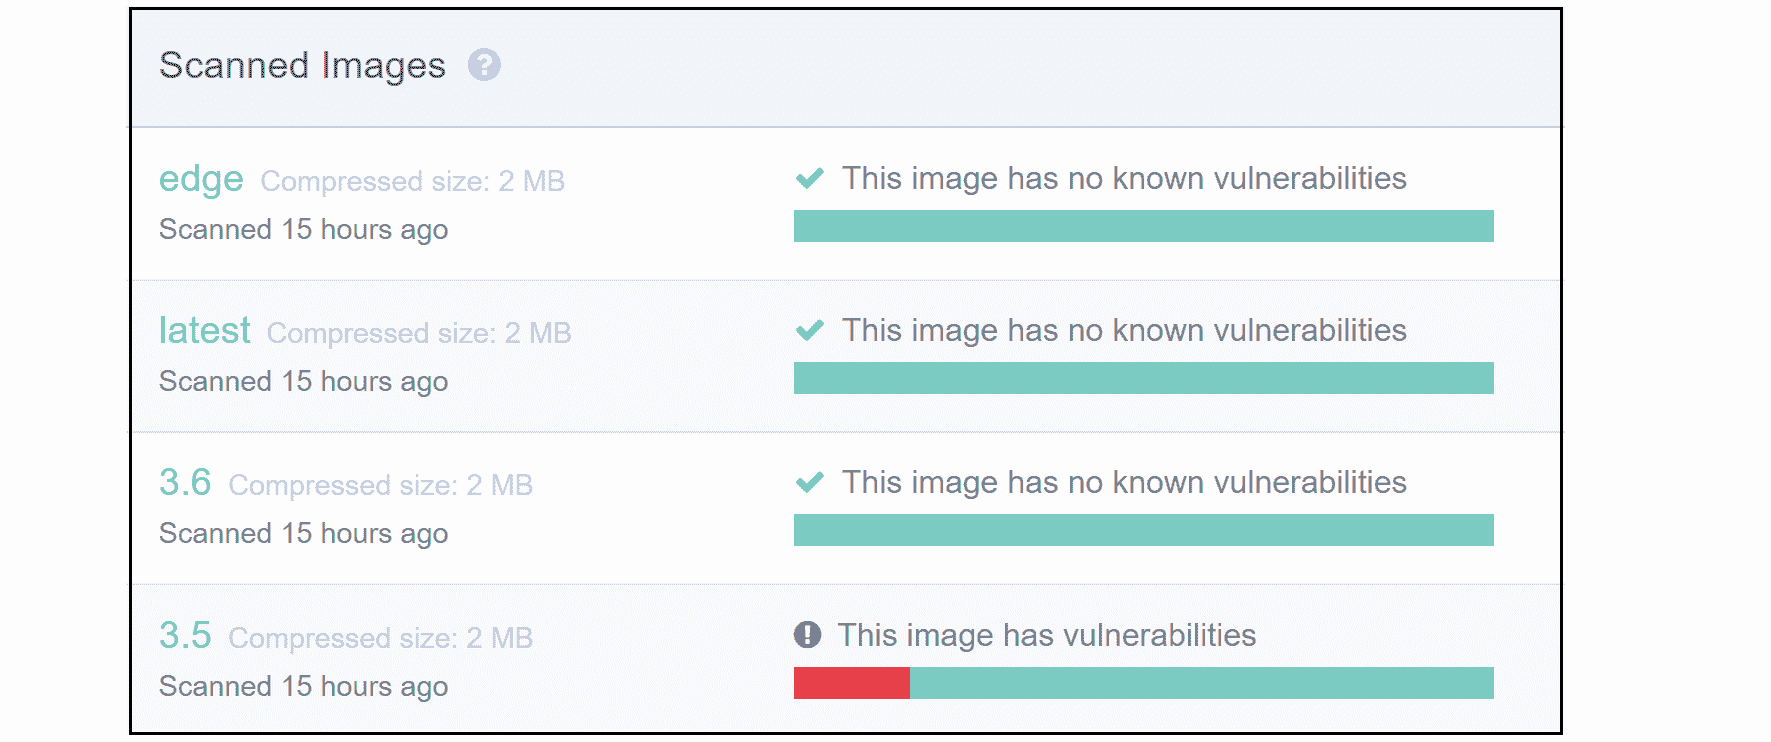 Scanned Images ?
edge Compressed size: 2 MB
This image has no known vulnerabilities
Scanned 15 hours ago
latest Compressed size: 2 MB
This image has no known vulnerabilities
Scanned 15 hours ago
3.6 Compressed size: 2 MB
This image has no known vulnerabilities
Scanned 15 hours ago
3.5 Compressed size: 2 MB
This image has vulnerabilities
Scanned 15 hours ago